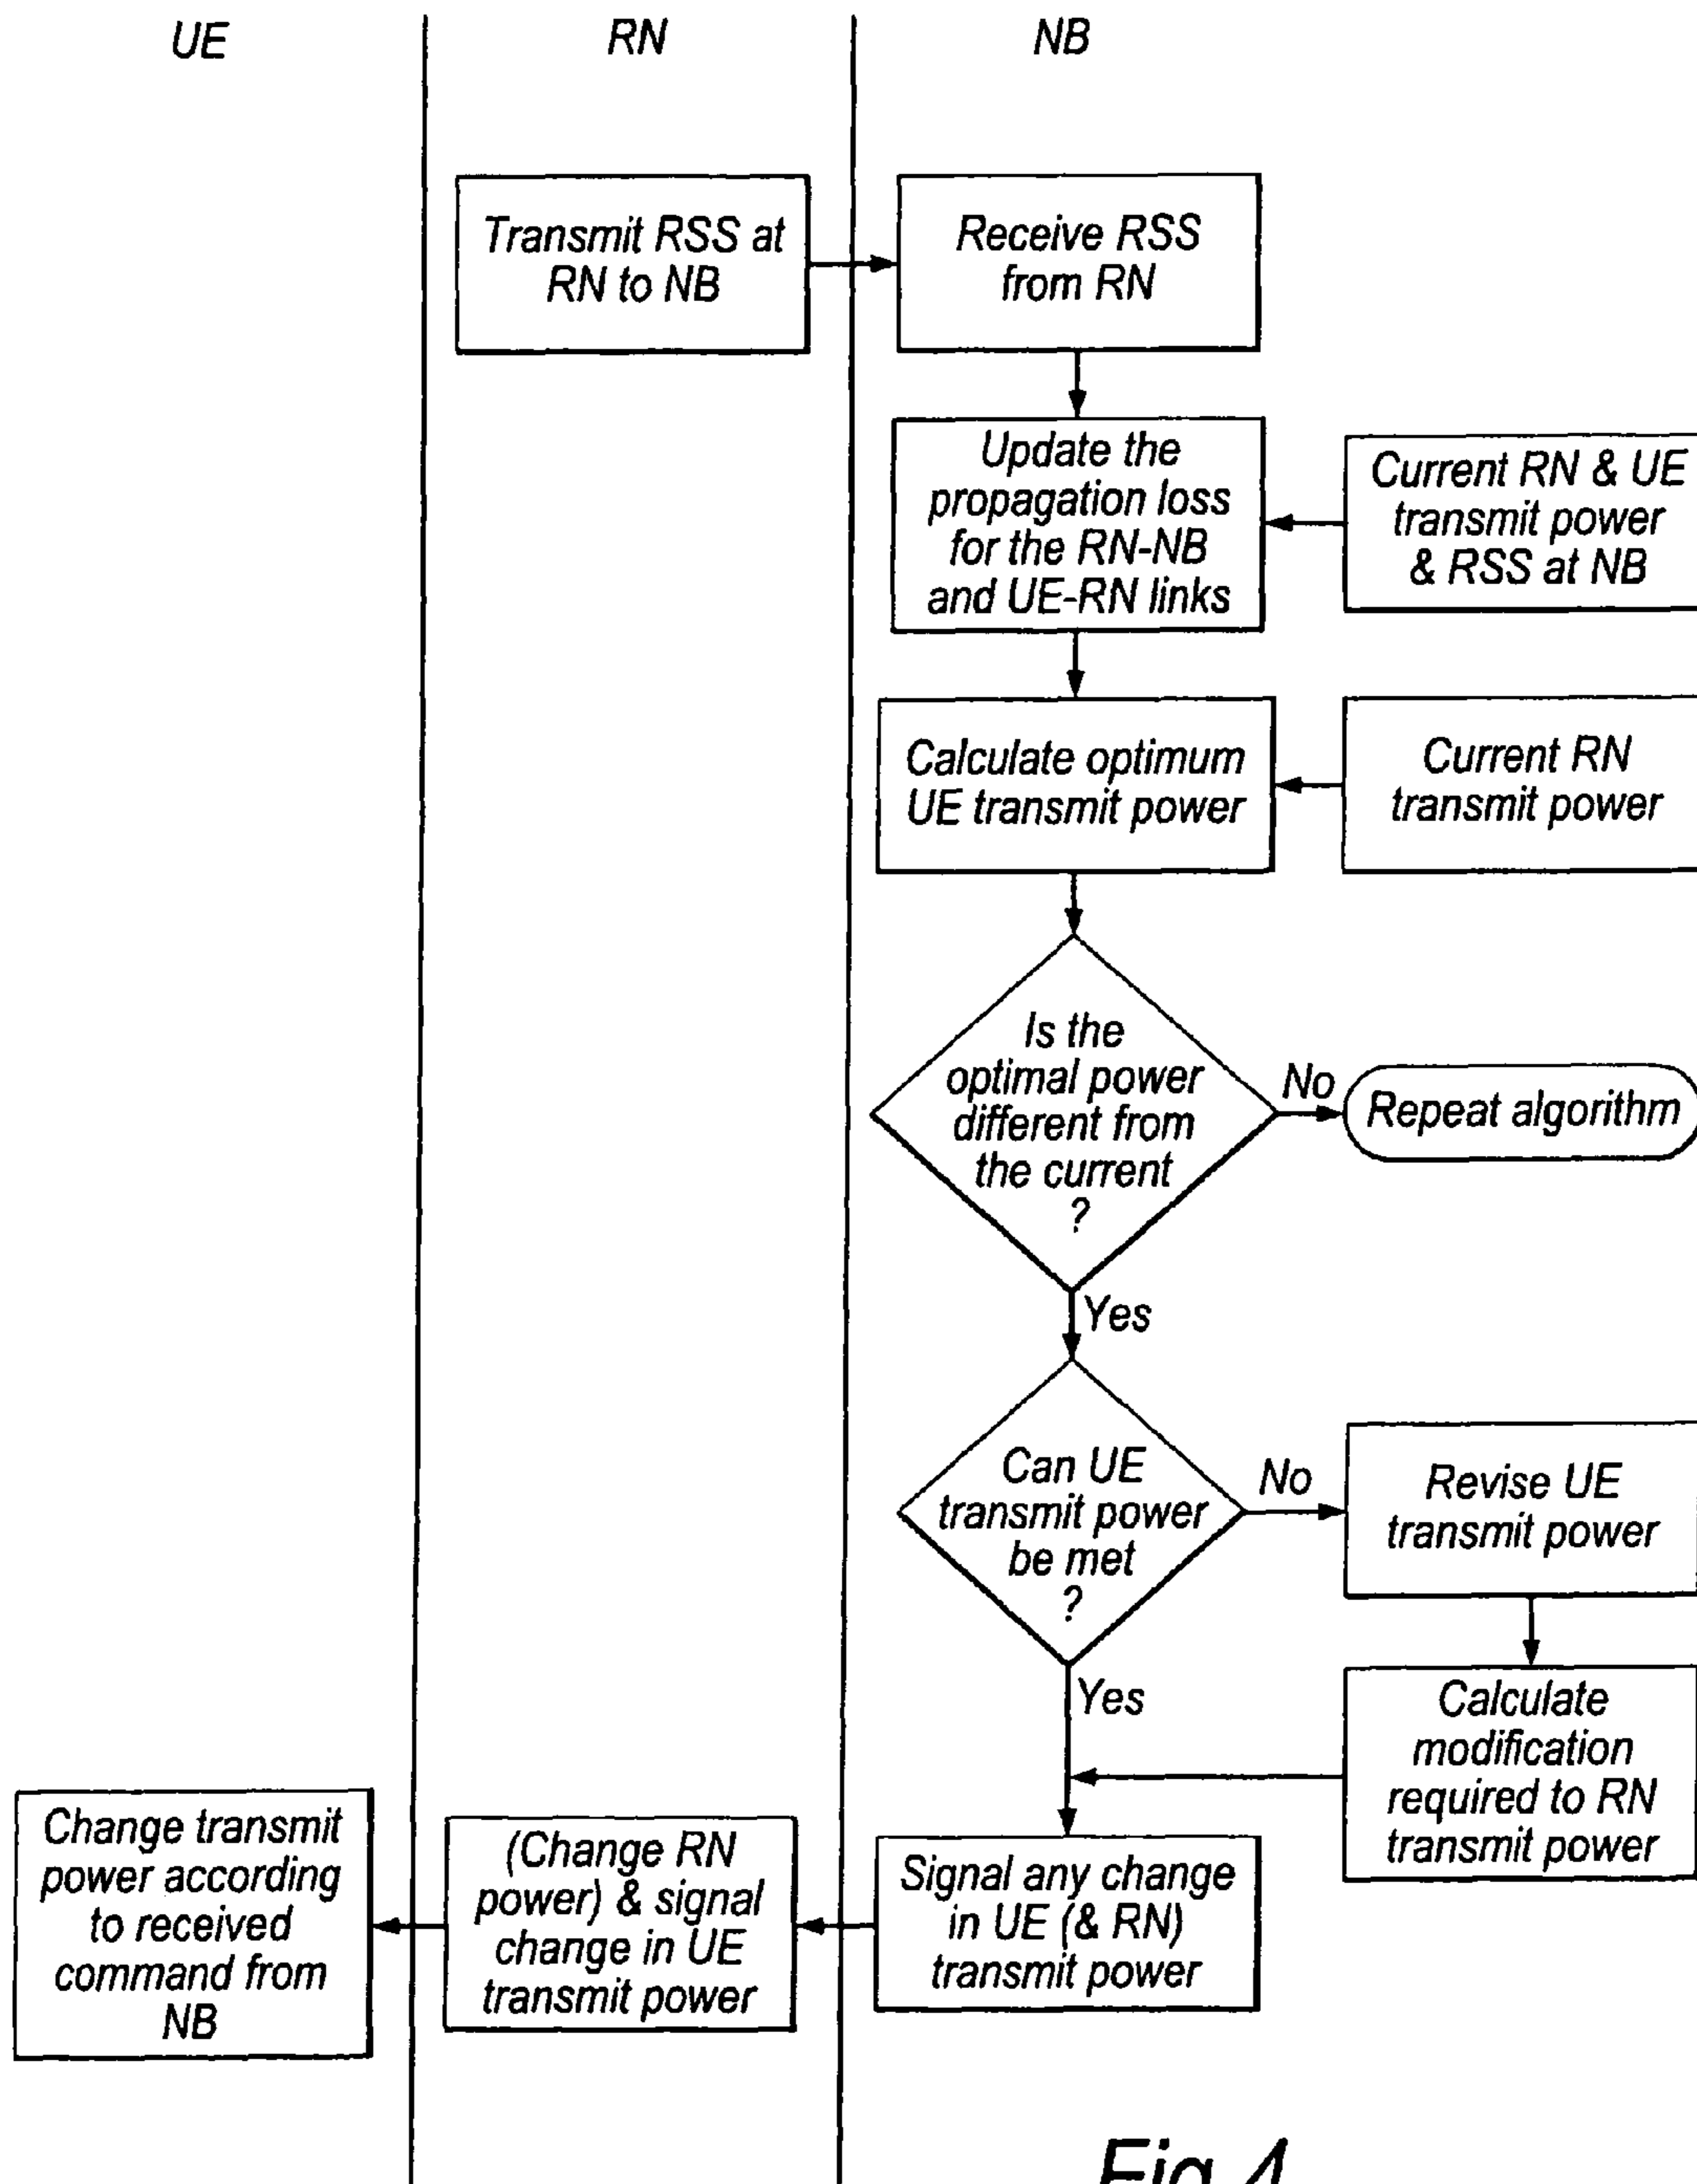 UE
RN
NB
Transmit RSS at
RN to NB
Receive RSS
from RN
Update the
propagation loss
for the RN-NB
and UE-RN links
Current RN & UE
transmit power
& RSS at NB
Calculate optimum
UE transmit power
Current RN
transmit power
Is the
optimal power
different from
the current
?
No
Repeat algorithm
Yes
Can UE
transmit power
be met
?
No
Revise UE
transmit power
Yes
Calculate
modification
required to RN
transmit power
Change transmit
power according
to received
command from
NB
(Change RN
power) & signal
change in UE
transmit power
Signal any change
in UE (& RN)
transmit power
Fig 4